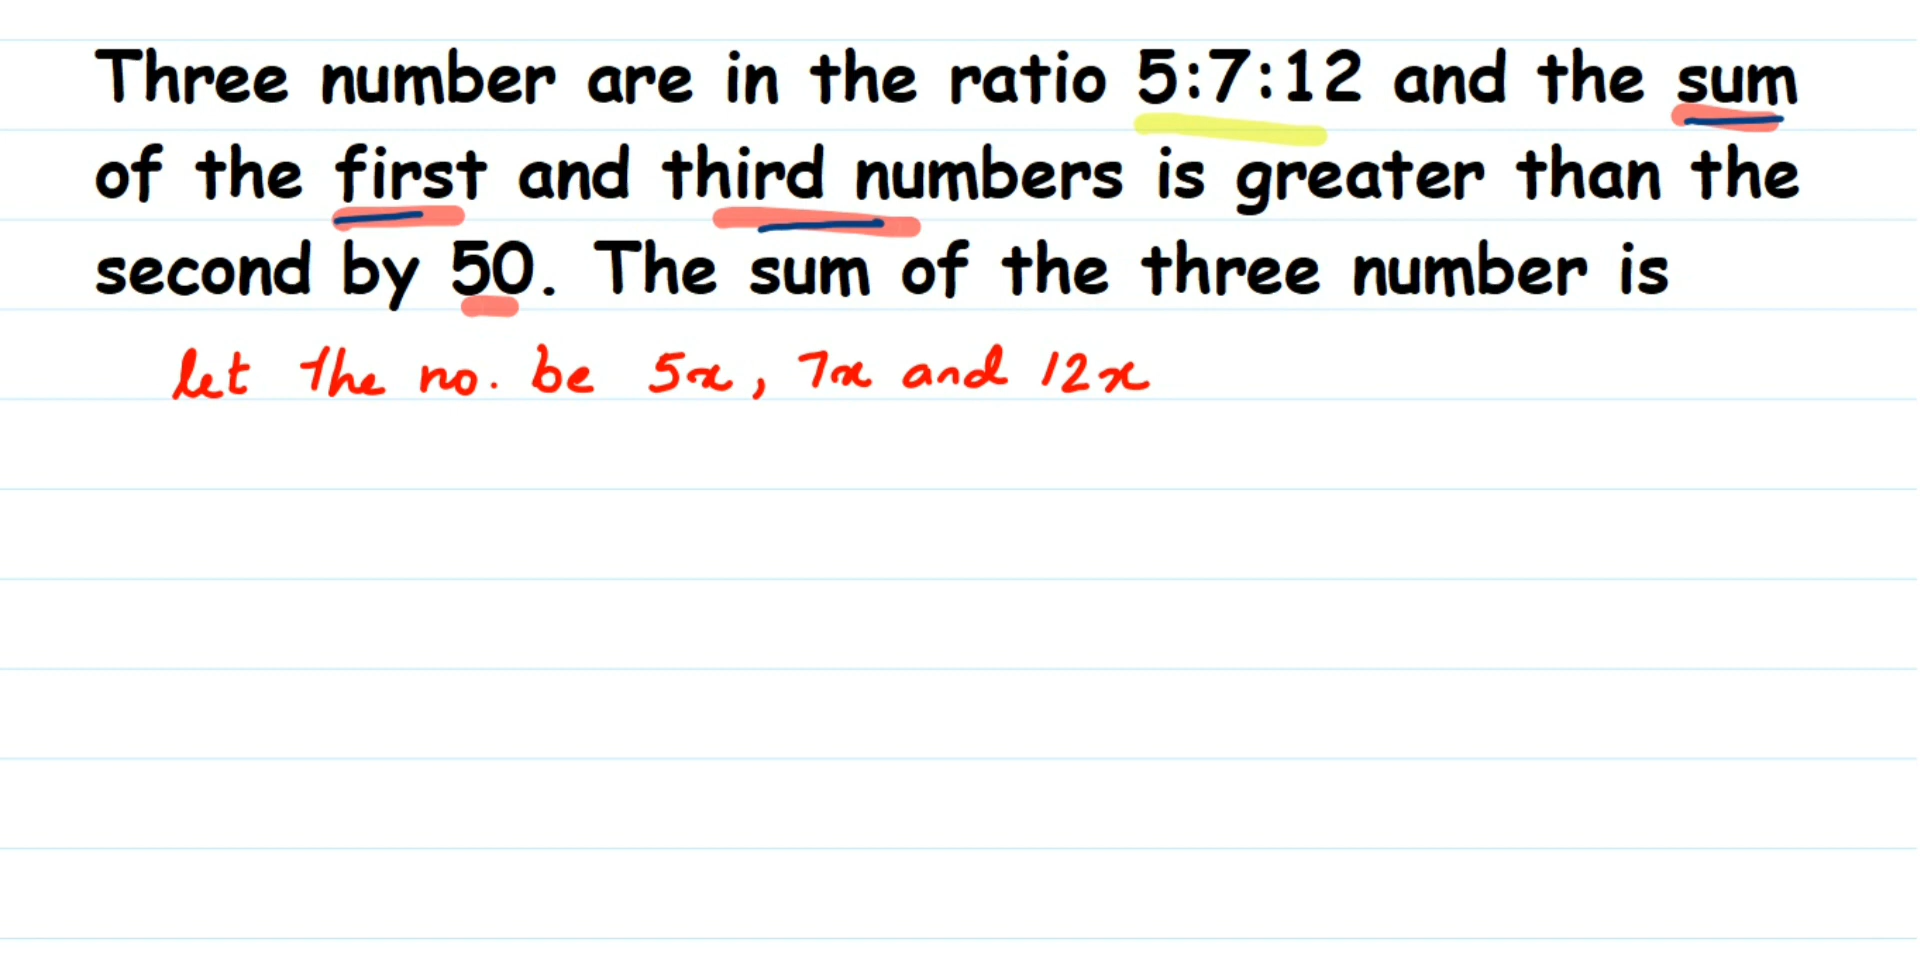 Three number are in the ratio 5:7:12 and the sum
of the first and third numbers is greater than the
second by 50. The sum of the three number is
let the no. be 5x, 7x and 12x